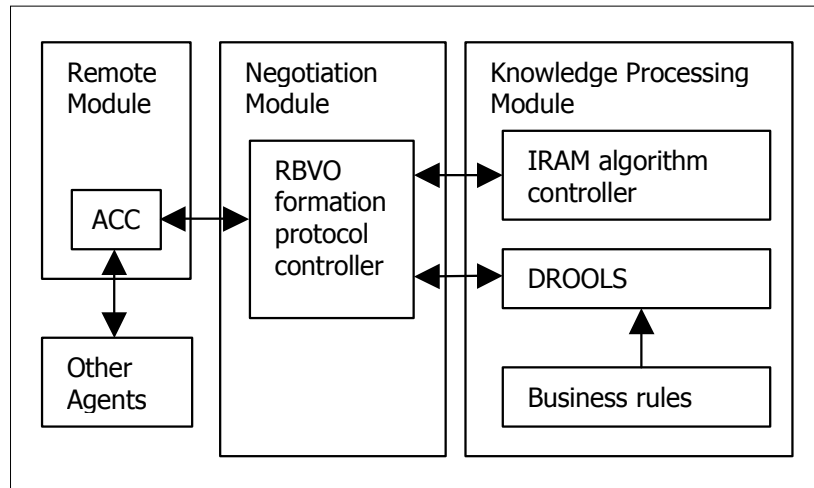 Remote
Module
ACC
Other
Agents
Negotiation
Module
RBVO
formation
protocol
controller
Knowledge Processing
Module
IRAM algorithm
controller
DROOLS
Business rules